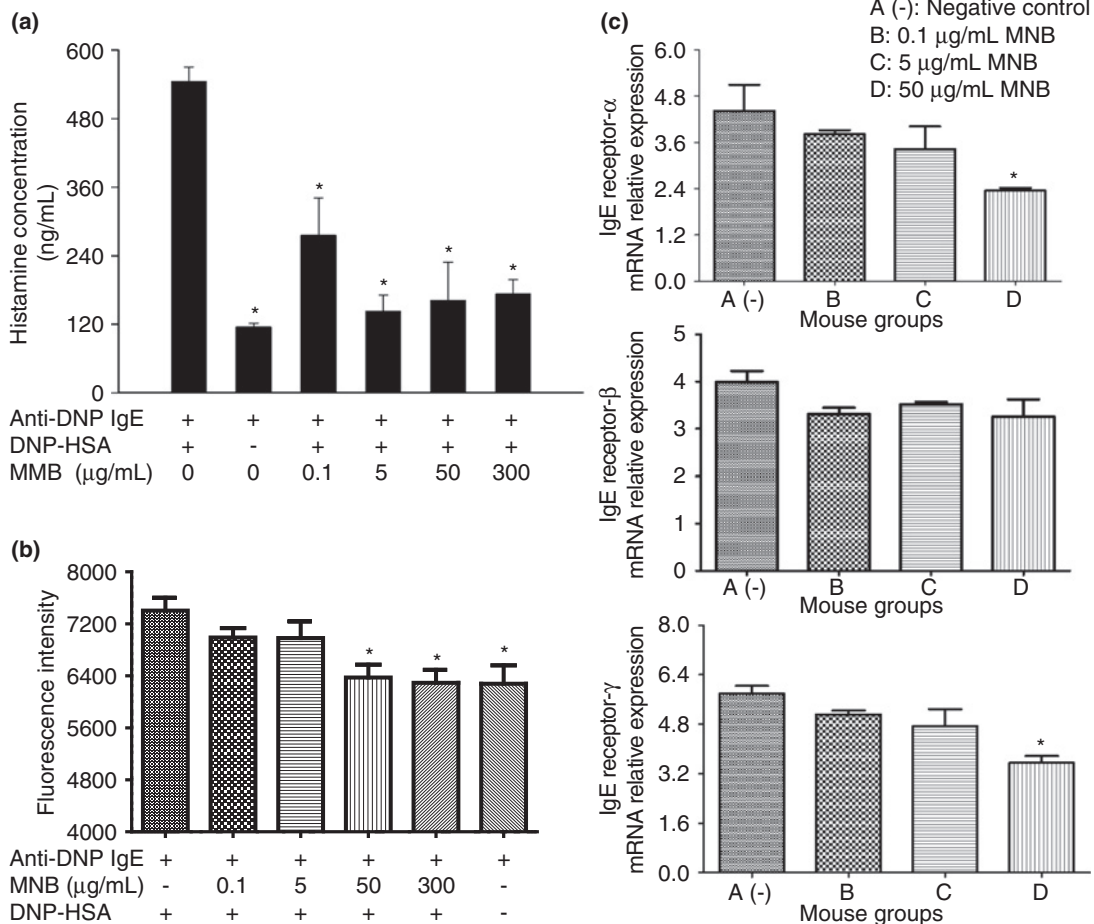 (a)
600
480
360
240
120
0
Histamine concentration
(ng/mL)
*
*
*
*
*
Anti-DNP IgE + + + + + +
DNP-HSA + - + + + +
MMB (μg/mL) 0 0 0.1 5 50 300
(b)
8000
7200
6400
5600
4800
4000
Fluorescence intensity
* * *
Anti-DNP IgE + + + + + +
MNB (μg/mL) - 0.1 5 50 300 -
DNP-HSA + + + + + -
(c)
A (-): Negative control
B: 0.1 μg/mL MNB
C: 5 μg/mL MNB
D: 50 μg/mL MNB
6.0
4.8
3.6
2.4
1.2
0.0
IgE receptor-α
mRNA relative expression
*
A (-) B C D
Mouse groups
5
4
3
2
1
0
IgE receptor-β
mRNA relative expression
A (-) B C D
Mouse groups
8.0
6.4
4.8
3.2
1.6
0.0
IgE receptor-γ
mRNA relative expression
*
A (-) B C D
Mouse groups